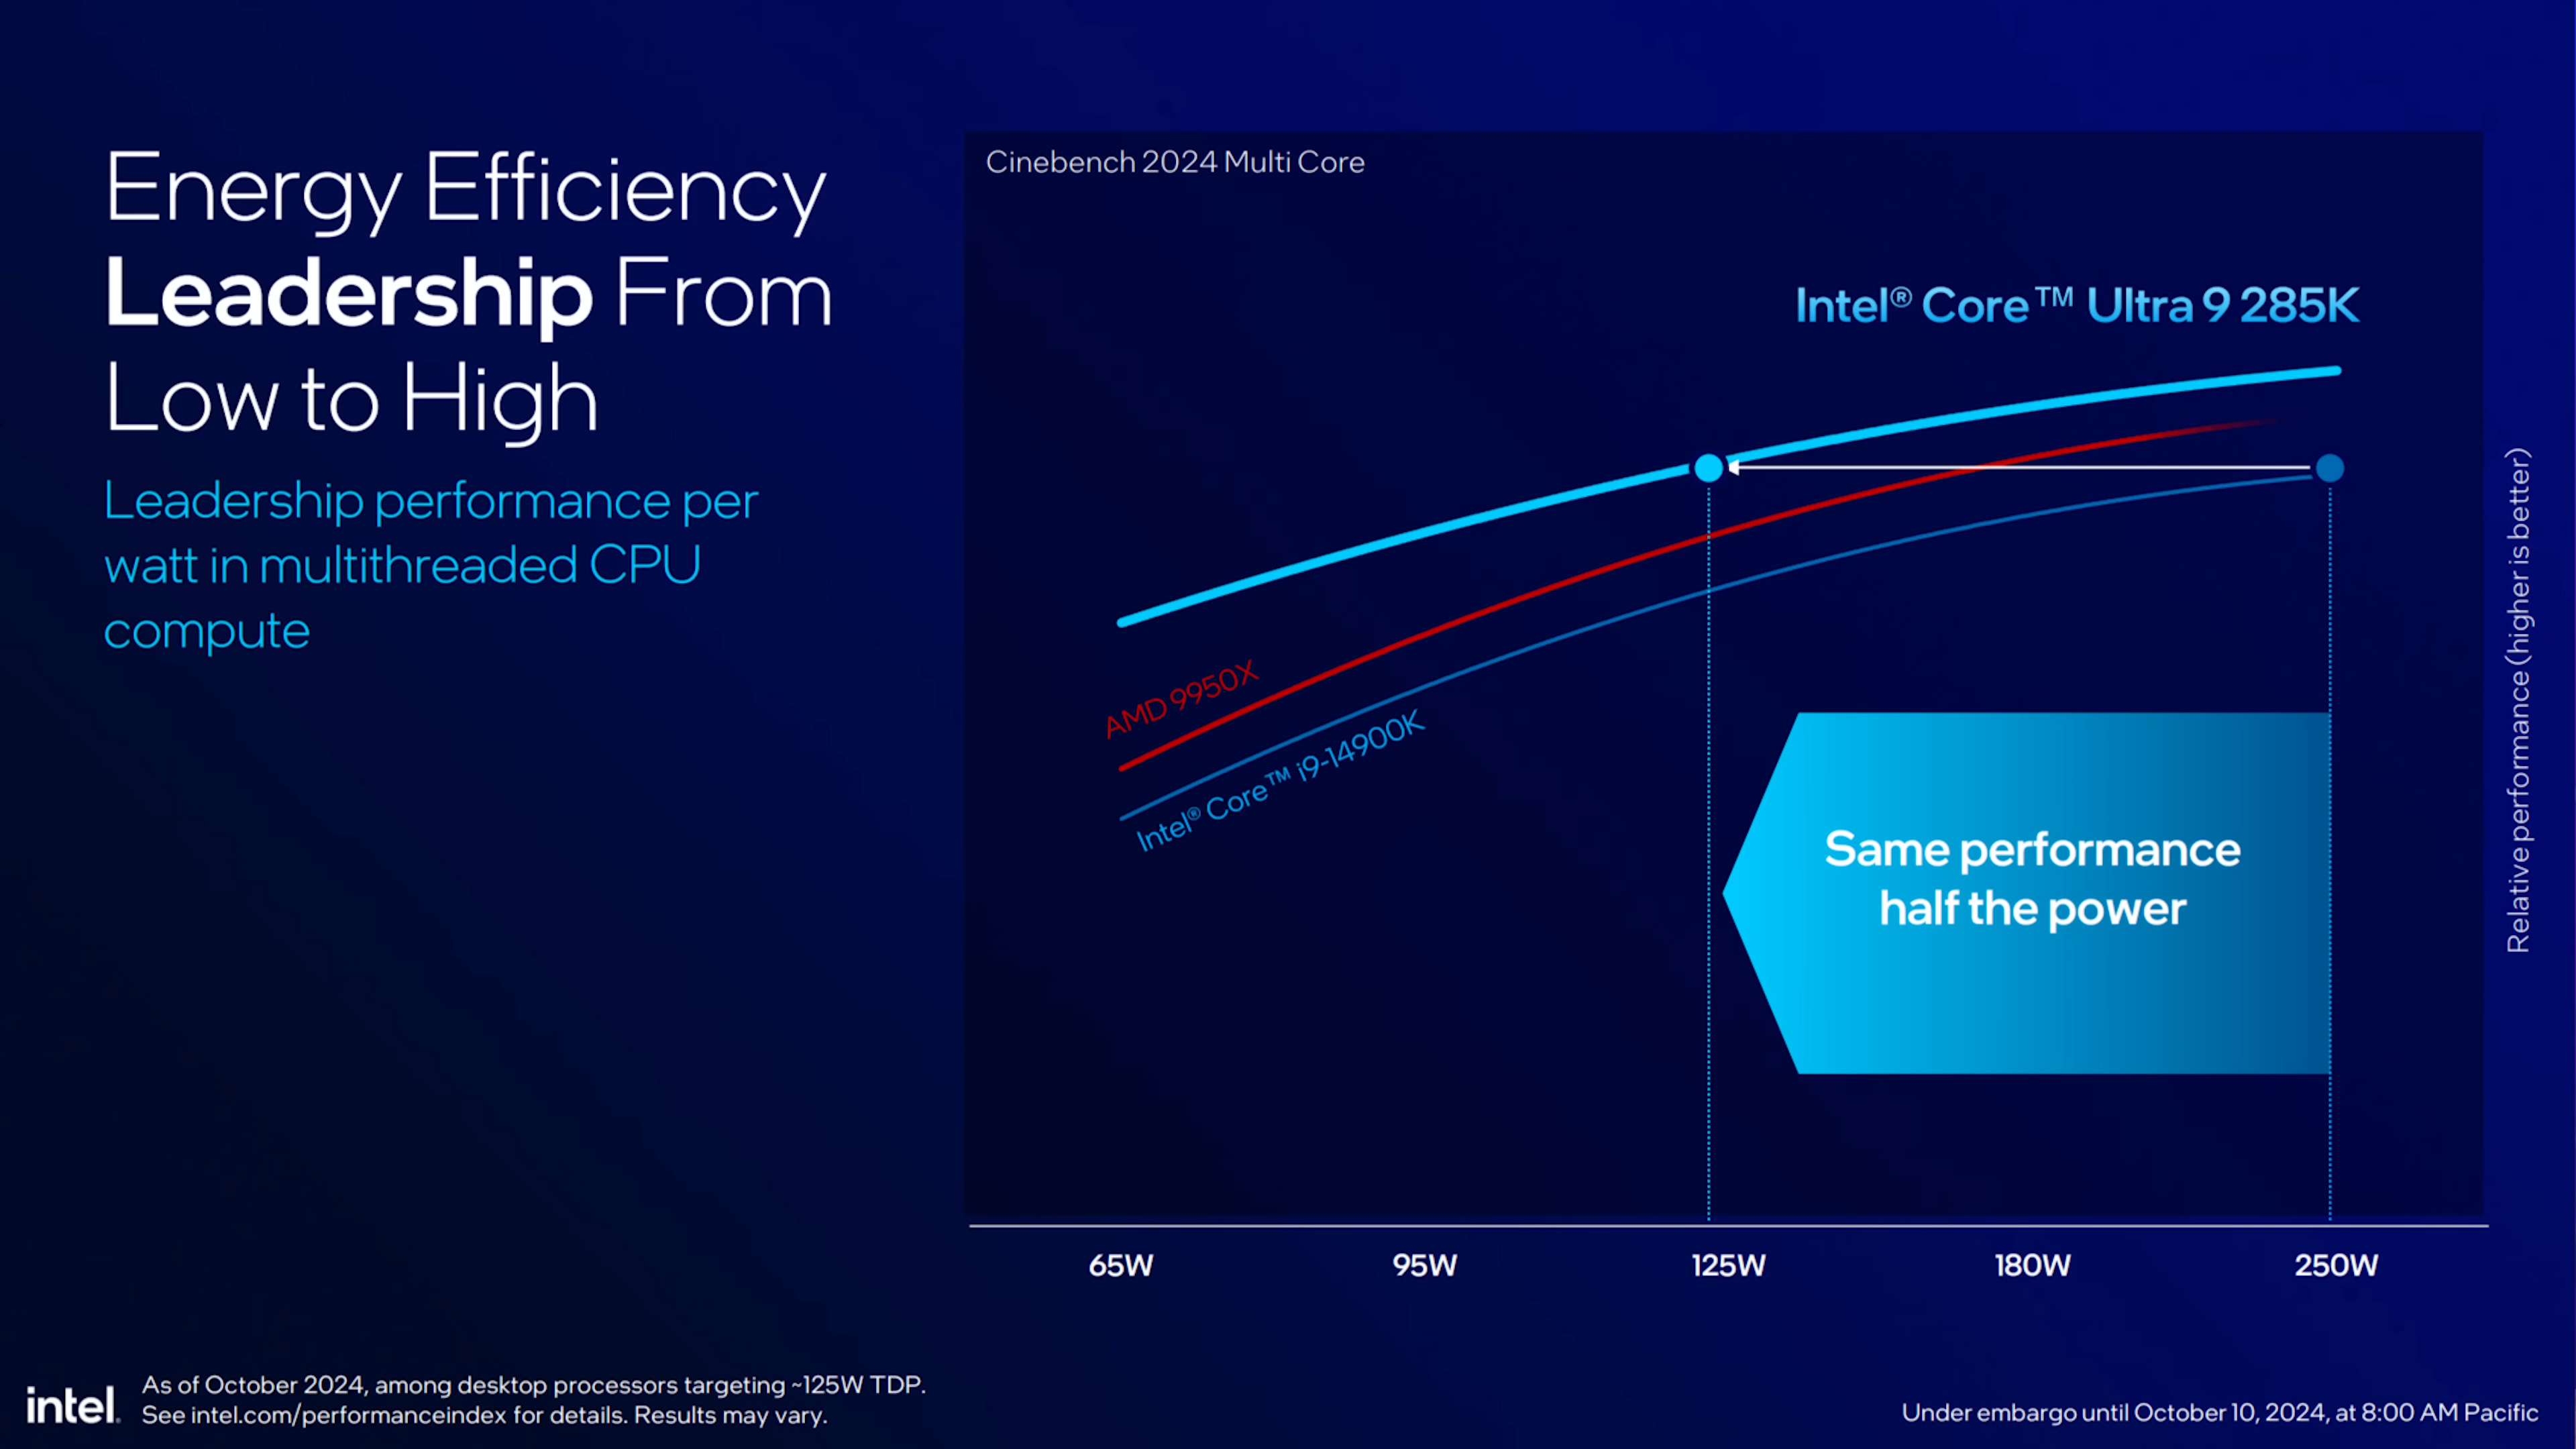 Energy Efficiency
Leadership From
Low to High
Leadership performance per
watt in multithreaded CPU
compute
Cinebench 2024 Multi Core
Intel® Core™ Ultra 9 285K
AMD 9950X
Intel® Core™ i9-14900K
Same performance
half the power
Relative performance (higher is better)
65W
95W
125W
180W
250W
intel.
As of October 2024, among desktop processors targeting ~125W TDP.
See intel.com/performanceindex for details. Results may vary.
Under embargo until October 10, 2024, at 8:00 AM Pacific